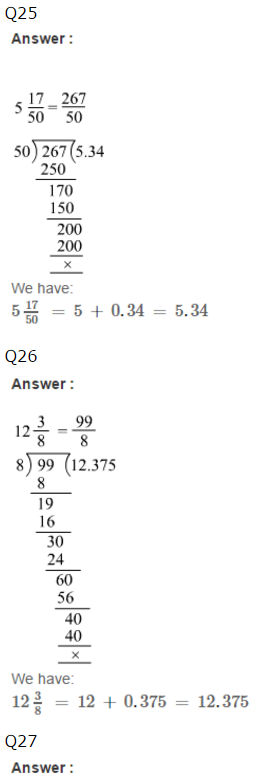 Q25
Answer :
5 17/50 = 267/50
50) 267 (5.34
250
170
150
200
200
×
We have:
5 17/50 = 5 + 0.34 = 5.34
Q26
Answer :
12 3/8 = 99/8
8) 99 (12.375
8
19
16
30
24
60
56
40
40
×
We have:
12 3/8 = 12 + 0.375 = 12.375
Q27
Answer :